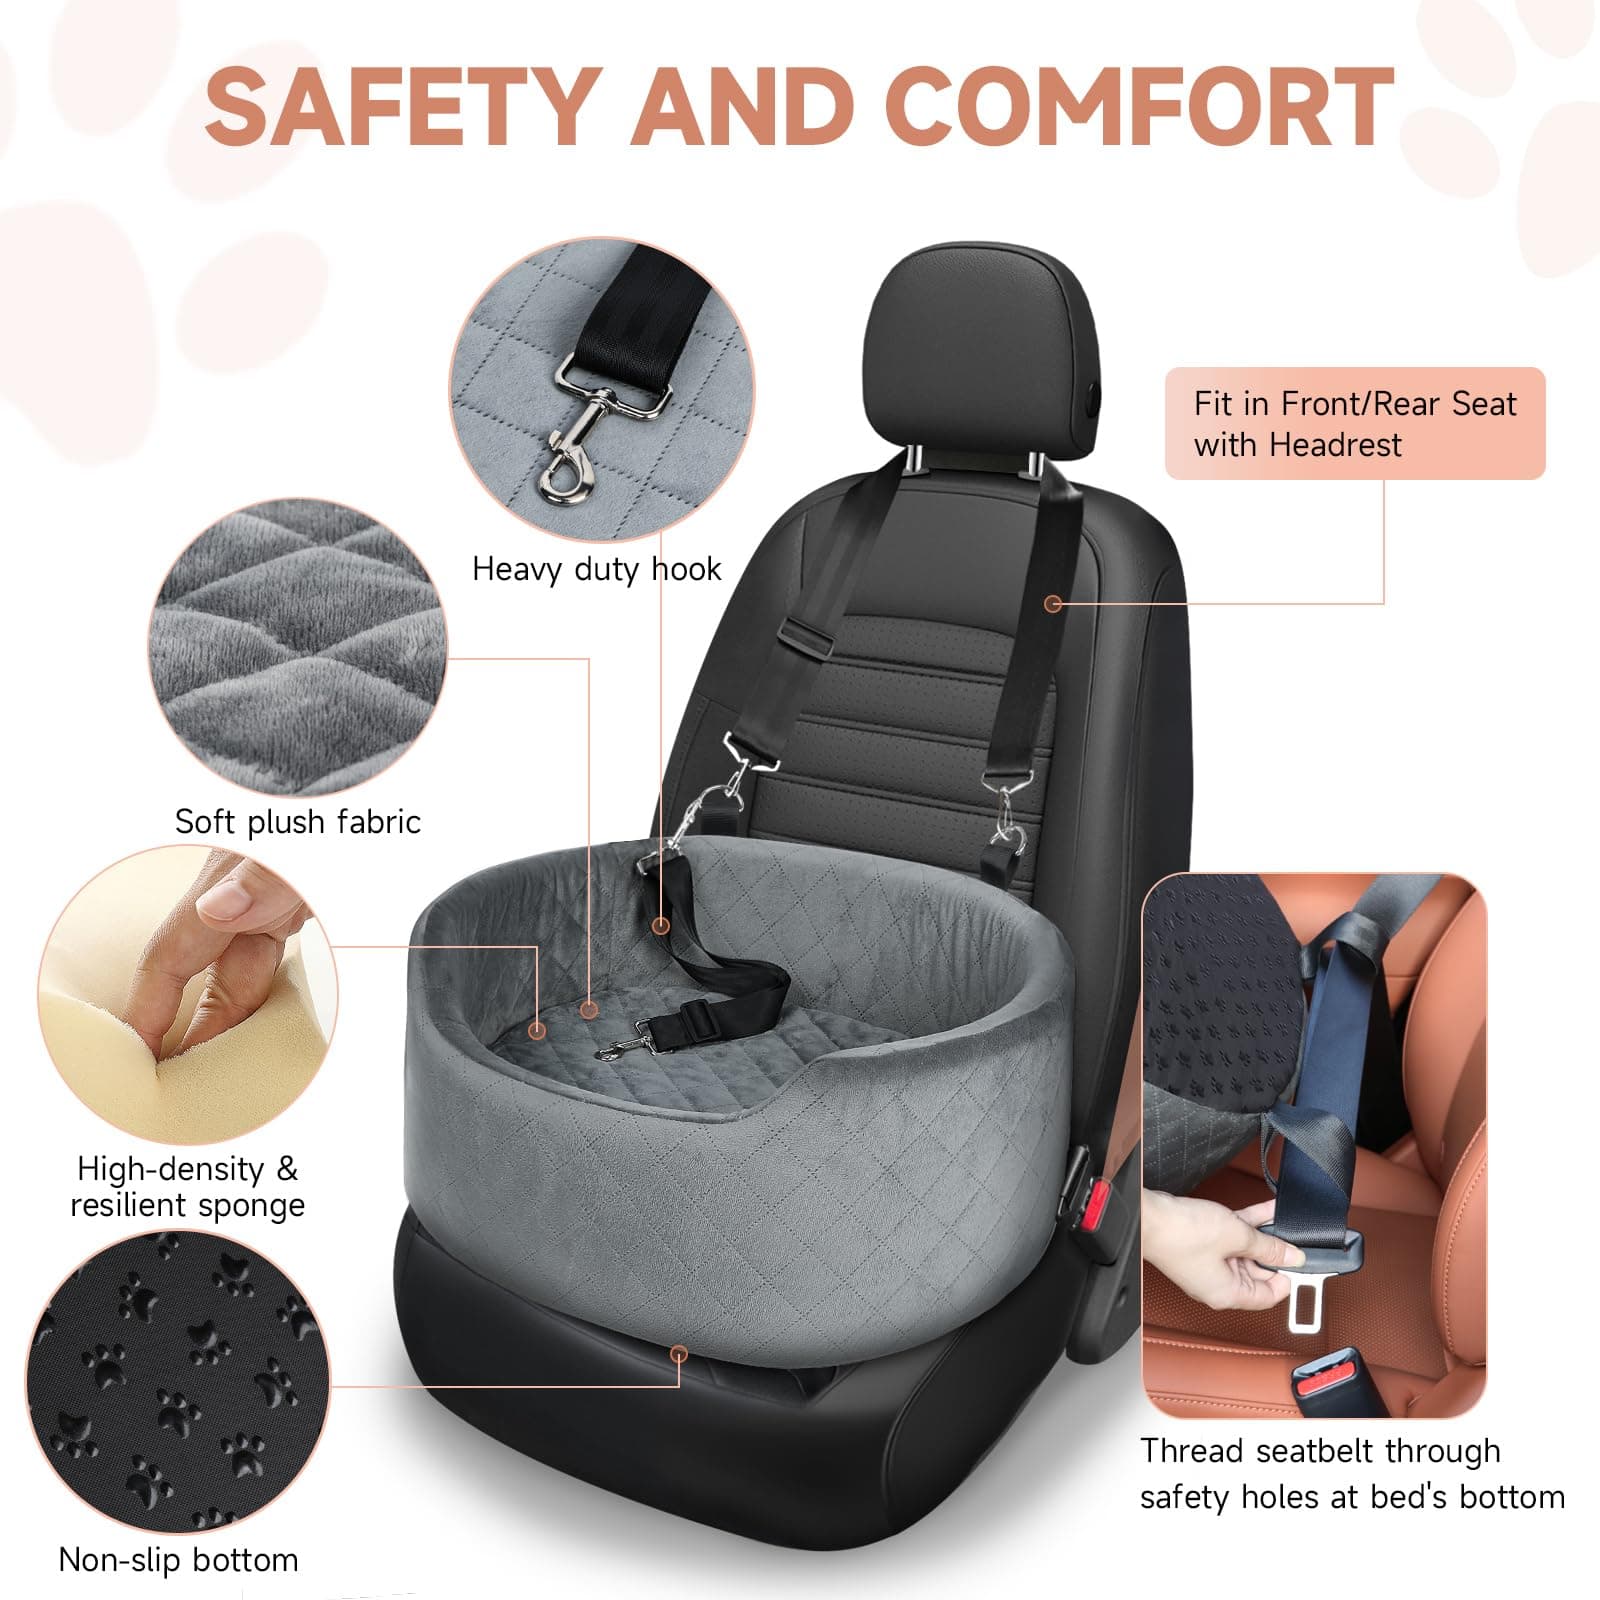 SAFETY AND COMFORT
Fit in Front/Rear Seat
with Headrest
Heavy duty hook
Soft plush fabric
High-density &
resilient sponge
Non-slip bottom
Thread seatbelt through
safety holes at bed's bottom